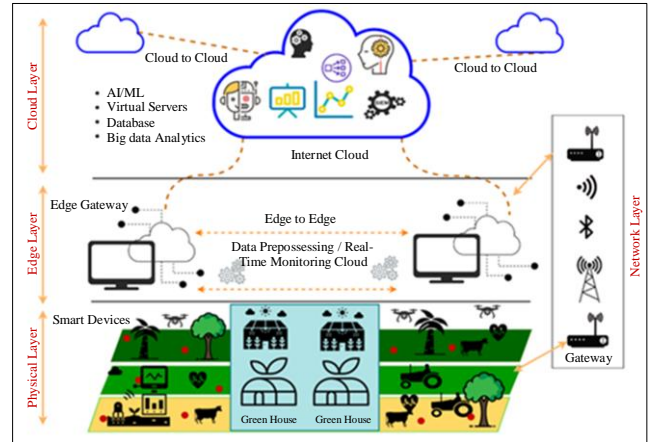 Cloud Layer
Cloud to Cloud
Cloud to Cloud
• AI/ML
• Virtual Servers
• Database
• Big data Analytics
Internet Cloud
Edge Layer
Edge Gateway
Edge to Edge
Data Prepossessing / Real-
Time Monitoring Cloud
Network Layer
Gateway
Physical Layer
Smart Devices
Green House
Green House